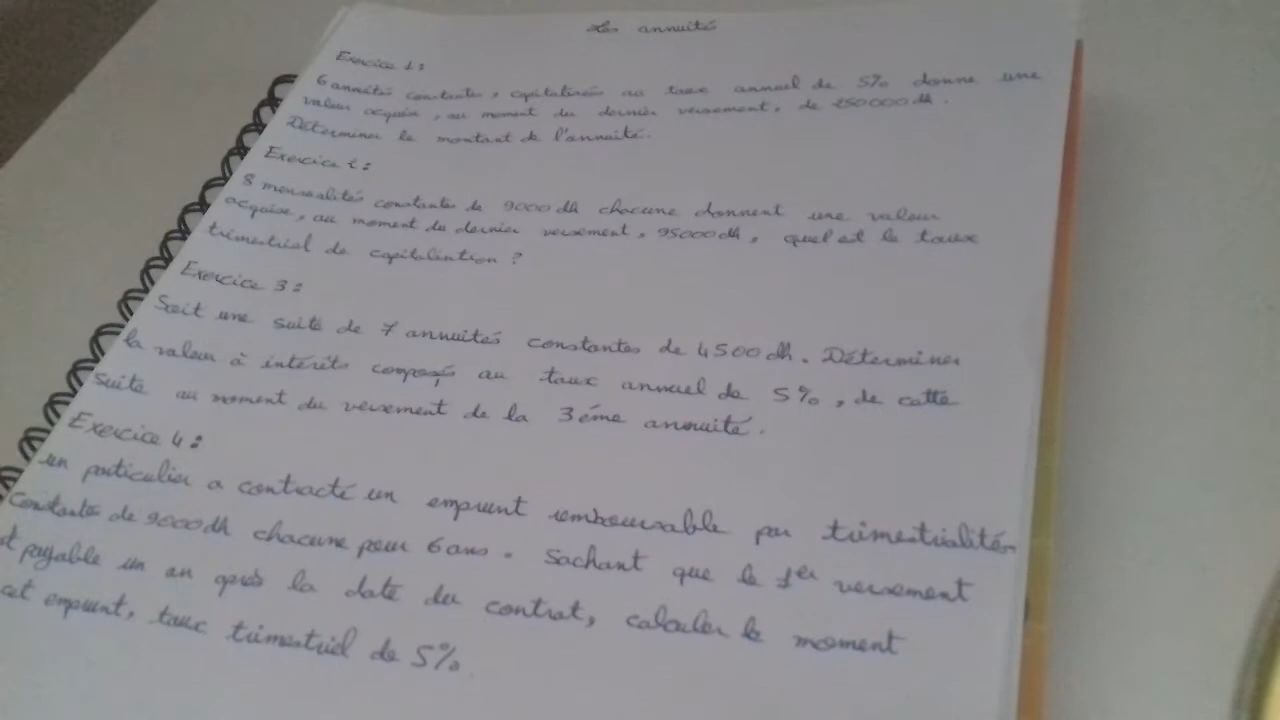 Les annuités
Exercice 1 :
6 annuités constantes, capitalisées au taux annuel de 5% donne une
valeur acquise, au moment du dernier versement, de 250000 dh.
Déterminer le montant de l'annuité.
Exercice 2 :
8 mensualités constantes de 9000 dh chacune donnent une valeur
acquise, au moment du dernier versement, 95000 dh, quel est le taux
trimestriel de capitalisation ?
Exercice 3 :
Soit une suite de 7 annuités constantes de 4500 dh. Déterminer
la valeur à intérêts composés au taux annuel de 5%, de cette
suite au moment du versement de la 3éme annuité.
Exercice 4 :
un particulier a contracté un emprunt remboursable par trimestrialités
constantes de 9000 dh chacune pour 6 ans. Sachant que le 1er versement
t payable un an après la date du contrat, calculer le moment
cet emprunt, taux trimestriel de 5%